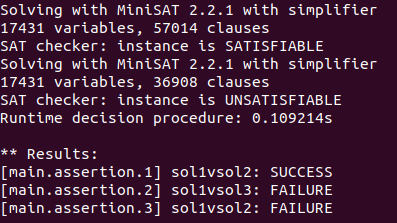 Solving with MiniSAT 2.2.1 with simplifier
17431 variables, 57014 clauses
SAT checker: instance is SATISFIABLE
Solving with MiniSAT 2.2.1 with simplifier
17431 variables, 36908 clauses
SAT checker: instance is UNSATISFIABLE
Runtime decision procedure: 0.109214s

** Results:
[main.assertion.1] sol1vsol2: SUCCESS
[main.assertion.2] sol1vsol3: FAILURE
[main.assertion.3] sol1vsol2: FAILURE